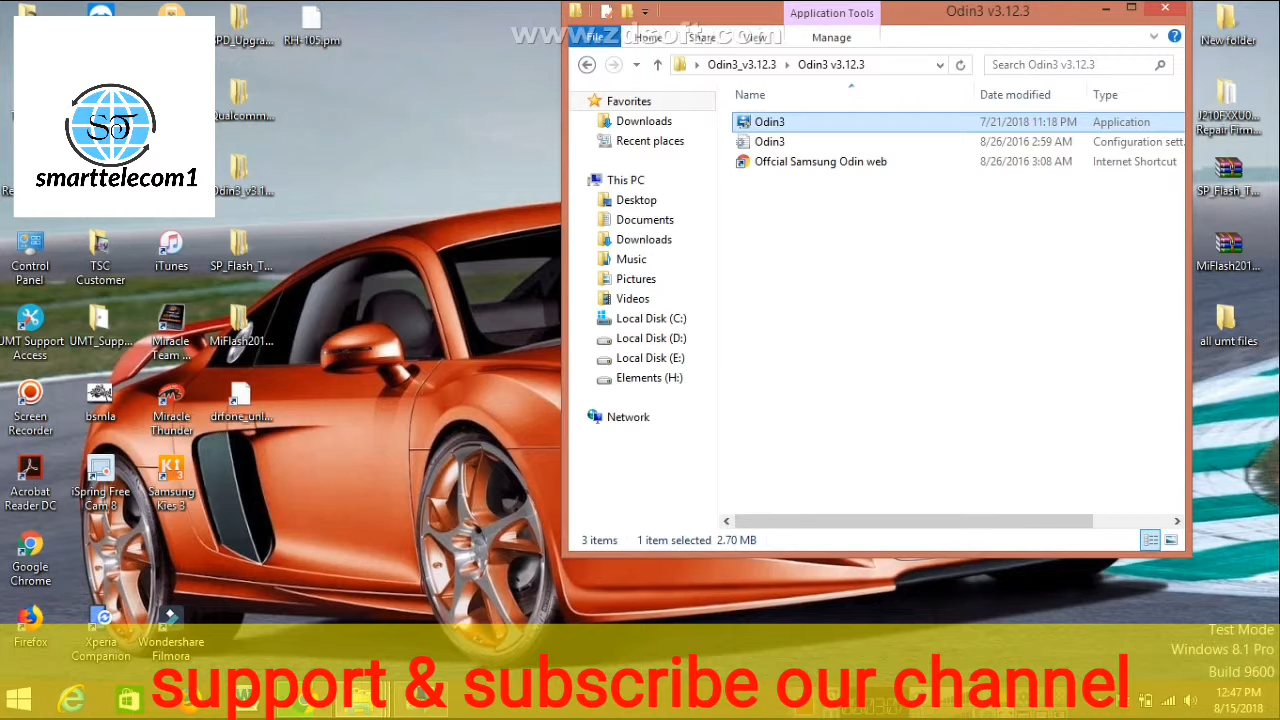 www.zdsoft.com
SGT
smarttelecom1
RH-105.pm
Qualcomm...
Odin3_v3.1...
Control
Panel
TSC
Customer
iTunes
SP_Flash_T...
UMT Support
Access
UMT_Supp...
Miracle
Team ...
MiFlash201...
Screen
Recorder
bsmla
Miracle
Thunder
drfone_unl...
Acrobat
Reader DC
iSpring Free
Cam 8
Samsung
Kies 3
Google
Chrome
Firefox
Xperia
Companion
Wondershare
Filmora
Application Tools
Odin3 v3.12.3
File
Home
Share
View
Manage
Odin3_v3.12.3
Odin3 v3.12.3
Search Odin3 v3.12.3
Name
Date modified
Type
Odin3
7/21/2018 11:18 PM
Application
Odin3
8/26/2016 2:59 AM
Configuration sett...
Offcial Samsung Odin web
8/26/2016 3:08 AM
Internet Shortcut
Favorites
Downloads
Recent places
This PC
Desktop
Documents
Downloads
Music
Pictures
Videos
Local Disk (C:)
Local Disk (D:)
Local Disk (E:)
Elements (H:)
Network
3 items
1 item selected 2.70 MB
New folder
J210FXXU0...
Repair Firm...
SP_Flash_T...
MiFlash201...
all umt files
Test Mode
Windows 8.1 Pro
Build 9600
support & subscribe our channel
12:47 PM
8/15/2018